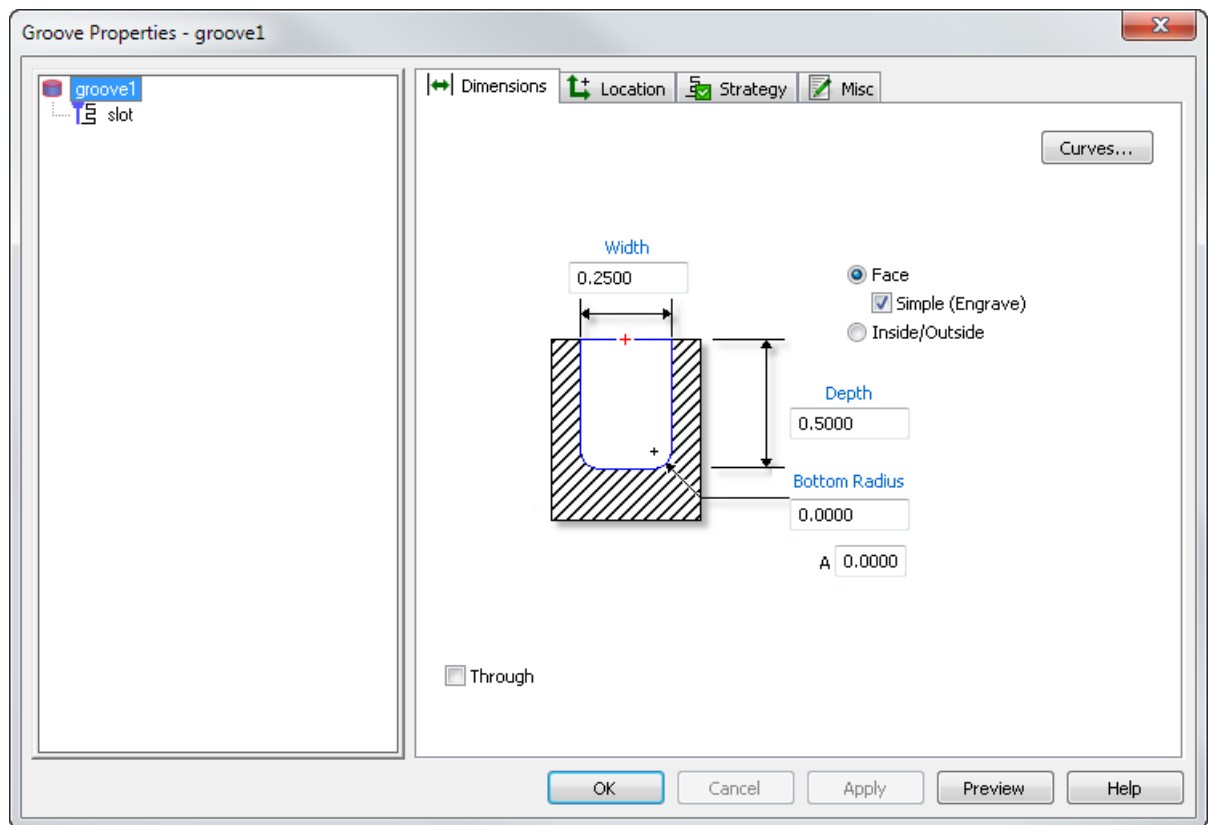 Groove Properties - groove1
groove1
slot
Dimensions Location Strategy Misc
Curves...
Width
0.2500
Face
Simple (Engrave)
Inside/Outside
Depth
0.5000
Bottom Radius
0.0000
A 0.0000
Through
OK Cancel Apply Preview Help